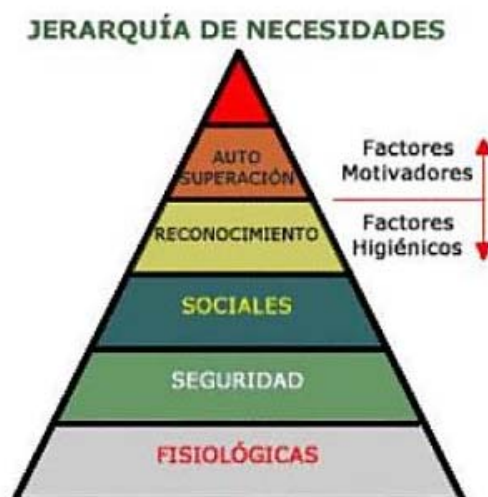 JERARQUÍA DE NECESIDADES
AUTO
SUPERACIÓN
Factores
Motivadores
RECONOCIMIENTO
Factores
Higiénicos
SOCIALES
SEGURIDAD
FISIOLÓGICAS